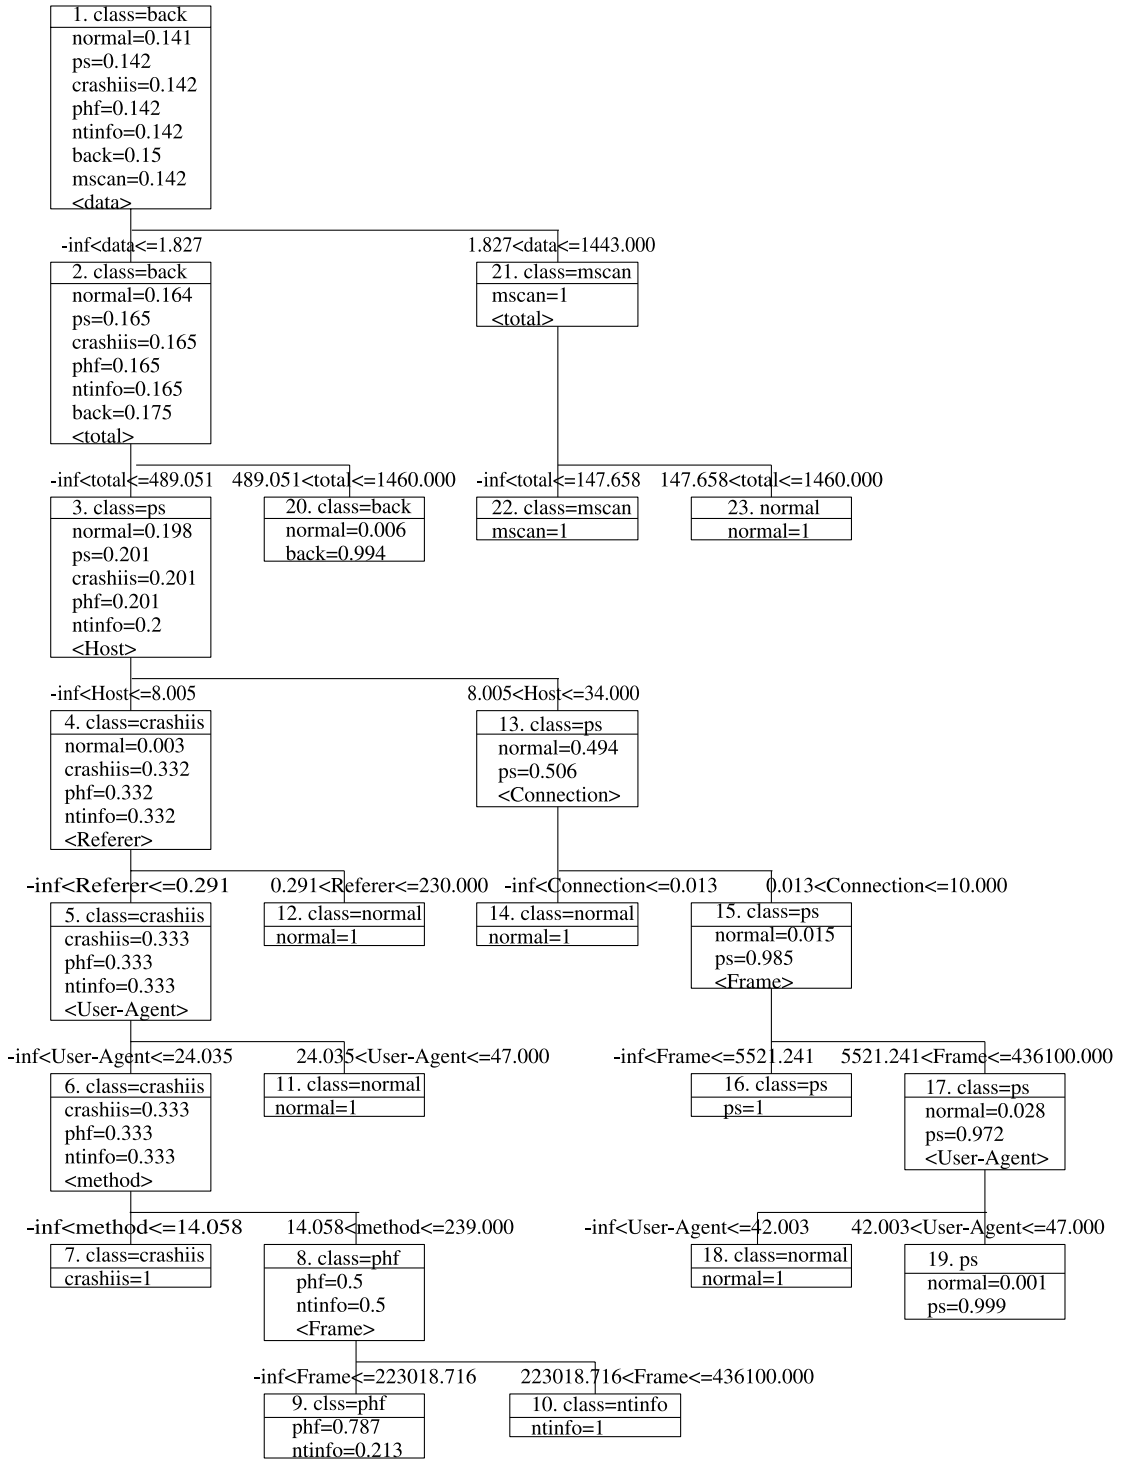 1. class=back
normal=0.141
ps=0.142
crashiis=0.142
phf=0.142
ntinfo=0.142
back=0.15
mscan=0.142
<data>
-inf<data<=1.827
1.827<data<=1443.000
2. class=back
normal=0.164
ps=0.165
crashiis=0.165
phf=0.165
ntinfo=0.165
back=0.175
<total>
21. class=mscan
mscan=1
<total>
-inf<total<=489.051
489.051<total<=1460.000
-inf<total<=147.658
147.658<total<=1460.000
3. class=ps
normal=0.198
ps=0.201
crashiis=0.201
phf=0.201
ntinfo=0.2
<Host>
20. class=back
normal=0.006
back=0.994
22. class=mscan
mscan=1
23. normal
normal=1
-inf<Host<=8.005
8.005<Host<=34.000
4. class=crashiis
normal=0.003
crashiis=0.332
phf=0.332
ntinfo=0.332
<Referer>
13. class=ps
normal=0.494
ps=0.506
<Connection>
-inf<Referer<=0.291
0.291<Referer<=230.000
-inf<Connection<=0.013
0.013<Connection<=10.000
5. class=crashiis
crashiis=0.333
phf=0.333
ntinfo=0.333
<User-Agent>
12. class=normal
normal=1
14. class=normal
normal=1
15. class=ps
normal=0.015
ps=0.985
<Frame>
-inf<User-Agent<=24.035
24.035<User-Agent<=47.000
-inf<Frame<=5521.241
5521.241<Frame<=436100.000
6. class=crashiis
crashiis=0.333
phf=0.333
ntinfo=0.333
<method>
11. class=normal
normal=1
16. class=ps
ps=1
17. class=ps
normal=0.028
ps=0.972
<User-Agent>
-inf<method<=14.058
14.058<method<=239.000
-inf<User-Agent<=42.003
42.003<User-Agent<=47.000
7. class=crashiis
crashiis=1
8. class=phf
phf=0.5
ntinfo=0.5
<Frame>
18. class=normal
normal=1
19. ps
normal=0.001
ps=0.999
-inf<Frame<=223018.716
223018.716<Frame<=436100.000
9. clss=phf
phf=0.787
ntinfo=0.213
10. class=ntinfo
ntinfo=1